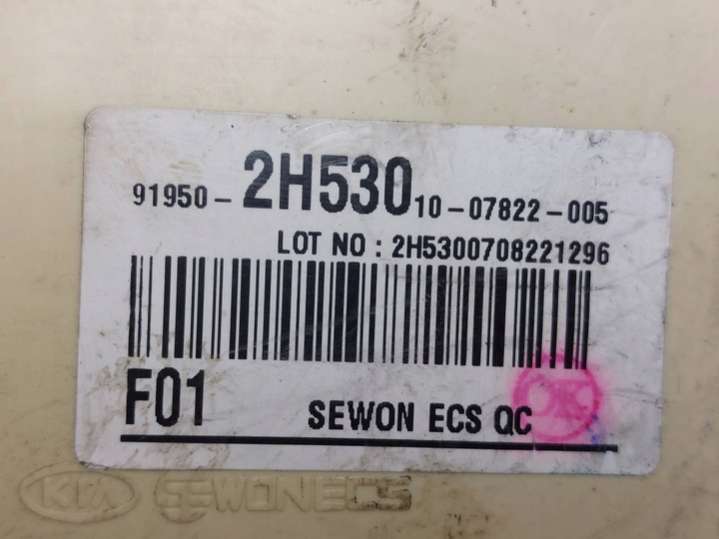 91950-2H530 10-07822-005
LOT NO : 2H5300708221296
F01 SEWON ECS QC
KIA SEWONECS